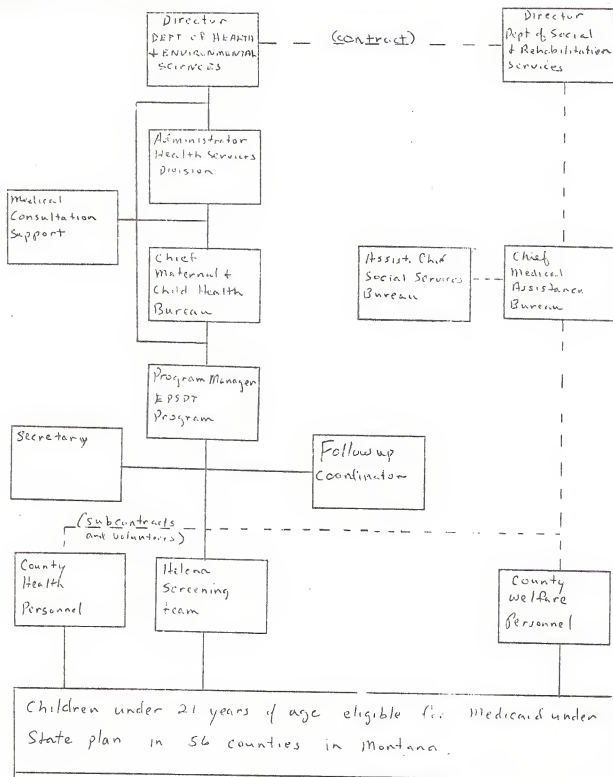 Director
DEPT OF HEALTH
& ENVIRONMENTAL
SCIENCES
(contract)
Director
Dept of Social
& Rehabilitation
Services
Administrator
Health Services
Division
Medical
Consultation
Support
Chief
Maternal &
Child Health
Bureau
Assist. Chief
Social Services
Bureau
Chief
Medical
Assistance
Bureau
Program Manager
EPSDT
Program
Secretary
Follow up
Coordinator
(subcontracts
and volunteers)
County
Health
Personnel
Helena
Screening
team
County
Welfare
Personnel
Children under 21 years of age eligible for Medicaid under
State plan in 56 counties in Montana.